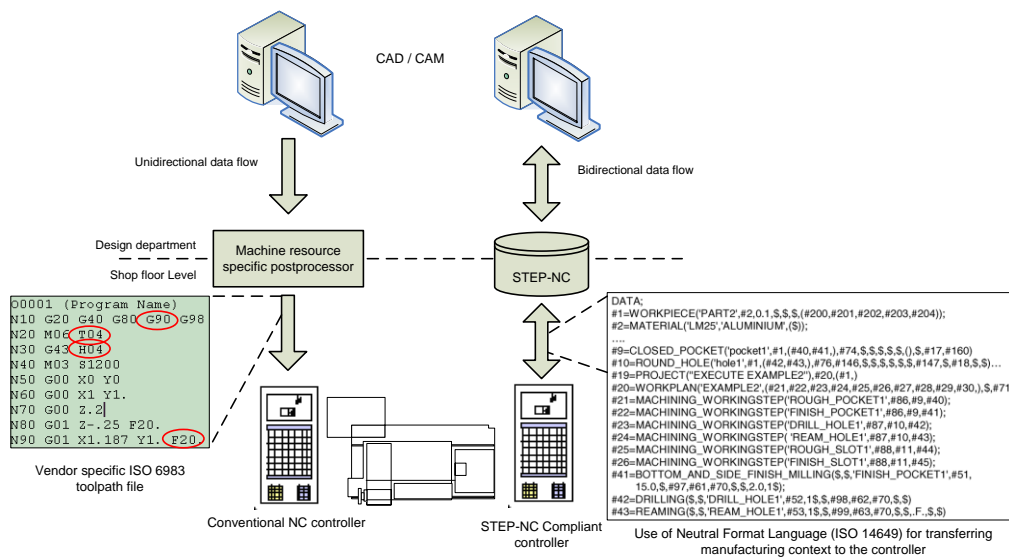 CAD / CAM
Unidirectional data flow
Bidirectional data flow
Design department
Shop floor Level
Machine resource
specific postprocessor
STEP-NC
O0001 (Program Name)
N10 G20 G40 G80 G90 G98
N20 M06 T04
N30 G43 H04
N40 M03 S1200
N50 G00 X0 Y0
N60 G00 X1 Y1.
N70 G00 Z.2
N80 G01 Z-.25 F20.
N90 G01 X1.187 Y1. F20.
Vendor specific ISO 6983
toolpath file
Conventional NC controller
STEP-NC Compliant
controller
DATA;
#1=WORKPIECE('PART2',#2,0.1,$,$,$,(#200,#201,#202,#203,#204));
#2=MATERIAL('LM25','ALUMINIUM',($));
....
#9=CLOSED_POCKET('pocket1',#1,(#40,#41,),#74,$,$,$,$,$,(),$,#17,#160)
#10=ROUND_HOLE('hole1',#1,(#42,#43,),#76,#146,$,$,$,$,$,$,#147,$,#18,$,$)...
#19=PROJECT("EXECUTE EXAMPLE2"),#20,(#1,)
#20=WORKPLAN('EXAMPLE2',(#21,#22,#23,#24,#25,#26,#27,#28,#29,#30,),$,#71
#21=MACHINING_WORKINGSTEP('ROUGH_POCKET1',#86,#9,#40);
#22=MACHINING_WORKINGSTEP('FINISH_POCKET1',#86,#9,#41);
#23=MACHINING_WORKINGSTEP('DRILL_HOLE1',#87,#10,#42);
#24=MACHINING_WORKINGSTEP( 'REAM_HOLE1',#87,#10,#43);
#25=MACHINING_WORKINGSTEP('ROUGH_SLOT1',#88,#11,#44);
#26=MACHINING_WORKINGSTEP('FINISH_SLOT1',#88,#11,#45);
#41=BOTTOM_AND_SIDE_FINISH_MILLING($,$,'FINISH_POCKET1',#51,
15.0,$,#97,#61,#70,$,$,2.0,1$);
#42=DRILLING($,$,'DRILL_HOLE1',#52,1$,$,#98,#62,#70,$,$)
#43=REAMING($,$,'REAM_HOLE1',#53,1$,$,#99,#63,#70,$,$,.F.,$,$)
Use of Neutral Format Language (ISO 14649) for transferring
manufacturing context to the controller